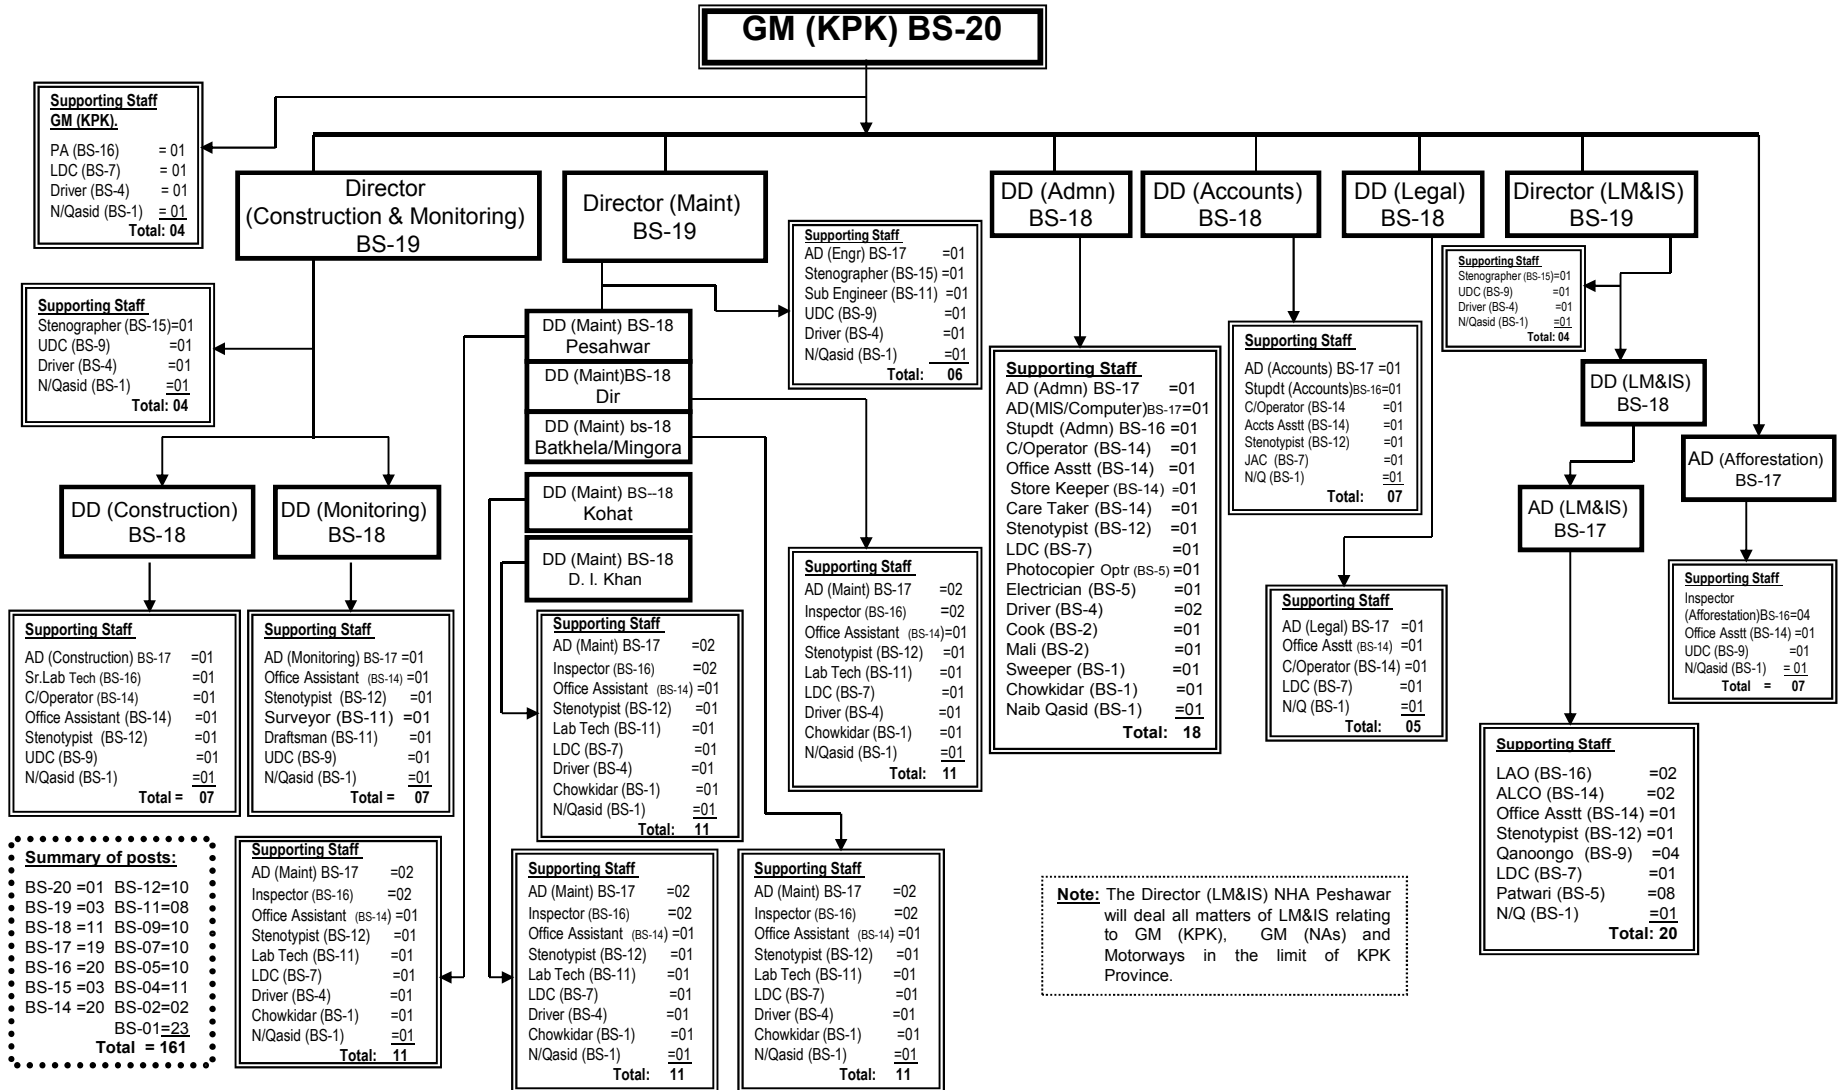 GM (KPK) BS-20
Supporting Staff
GM (KPK).
PA (BS-16) = 01
LDC (BS-7) = 01
Driver (BS-4) = 01
N/Qasid (BS-1) = 01
Total: 04
Director
(Construction & Monitoring)
BS-19
Director (Maint)
BS-19
DD (Admn)
BS-18
DD (Accounts)
BS-18
DD (Legal)
BS-18
Director (LM&IS)
BS-19
Supporting Staff
Stenographer (BS-15)=01
UDC (BS-9) =01
Driver (BS-4) =01
N/Qasid (BS-1) =01
Total: 04
DD (Maint) BS-18
Pesahwar
DD (Maint)BS-18
Dir
DD (Maint) bs-18
Batkhela/Mingora
DD (Maint) BS--18
Kohat
DD (Maint) BS-18
D. I. Khan
Supporting Staff
AD (Engr) BS-17 =01
Stenographer (BS-15) =01
Sub Engineer (BS-11) =01
UDC (BS-9) =01
Driver (BS-4) =01
N/Qasid (BS-1) =01
Total: 06
Supporting Staff
AD (Admn) BS-17 =01
AD(MIS/Computer)BS-17=01
Stupdt (Admn) BS-16 =01
C/Operator (BS-14) =01
Office Asstt (BS-14) =01
Store Keeper (BS-14) =01
Care Taker (BS-14) =01
Stenotypist (BS-12) =01
LDC (BS-7) =01
Photocopier Optr (BS-5) =01
Electrician (BS-5) =01
Driver (BS-4) =02
Cook (BS-2) =01
Mali (BS-2) =01
Sweeper (BS-1) =01
Chowkidar (BS-1) =01
Naib Qasid (BS-1) =01
Total: 18
Supporting Staff
AD (Accounts) BS-17 =01
Stupdt (Accounts)BS-16=01
C/Operator (BS-14 =01
Accts Asstt (BS-14) =01
Stenotypist (BS-12) =01
JAC (BS-7) =01
N/Q (BS-1) =01
Total: 07
Supporting Staff
Stenographer (BS-15)=01
UDC (BS-9) =01
Driver (BS-4) =01
N/Qasid (BS-1) =01
Total: 04
DD (LM&IS)
BS-18
AD (LM&IS)
BS-17
AD (Afforestation)
BS-17
DD (Construction)
BS-18
DD (Monitoring)
BS-18
Supporting Staff
AD (Construction) BS-17 =01
Sr.Lab Tech (BS-16) =01
C/Operator (BS-14) =01
Office Assistant (BS-14) =01
Stenotypist (BS-12) =01
UDC (BS-9) =01
N/Qasid (BS-1) =01
Total = 07
Supporting Staff
AD (Monitoring) BS-17 =01
Office Assistant (BS-14) =01
Stenotypist (BS-12) =01
Surveyor (BS-11) =01
Draftsman (BS-11) =01
UDC (BS-9) =01
N/Qasid (BS-1) =01
Total = 07
Supporting Staff
AD (Maint) BS-17 =02
Inspector (BS-16) =02
Office Assistant (BS-14) =01
Stenotypist (BS-12) =01
Lab Tech (BS-11) =01
LDC (BS-7) =01
Driver (BS-4) =01
Chowkidar (BS-1) =01
N/Qasid (BS-1) =01
Total: 11
Supporting Staff
AD (Maint) BS-17 =02
Inspector (BS-16) =02
Office Assistant (BS-14)=01
Stenotypist (BS-12) =01
Lab Tech (BS-11) =01
LDC (BS-7) =01
Driver (BS-4) =01
Chowkidar (BS-1) =01
N/Qasid (BS-1) =01
Total: 11
Supporting Staff
AD (Legal) BS-17 =01
Office Asstt (BS-14) =01
C/Operator (BS-14) =01
LDC (BS-7) =01
N/Q (BS-1) =01
Total: 05
Supporting Staff
Inspector
(Afforestation)BS-16=04
Office Asstt (BS-14) =01
UDC (BS-9) =01
N/Qasid (BS-1) = 01
Total = 07
Supporting Staff
LAO (BS-16) =02
ALCO (BS-14) =02
Office Asstt (BS-14) =01
Stenotypist (BS-12) =01
Qanoongo (BS-9) =04
LDC (BS-7) =01
Patwari (BS-5) =08
N/Q (BS-1) =01
Total: 20
Summary of posts:
BS-20 =01 BS-12=10
BS-19 =03 BS-11=08
BS-18 =11 BS-09=10
BS-17 =19 BS-07=10
BS-16 =20 BS-05=10
BS-15 =03 BS-04=11
BS-14 =20 BS-02=02
BS-01=23
Total = 161
Supporting Staff
AD (Maint) BS-17 =02
Inspector (BS-16) =02
Office Assistant (BS-14) =01
Stenotypist (BS-12) =01
Lab Tech (BS-11) =01
LDC (BS-7) =01
Driver (BS-4) =01
Chowkidar (BS-1) =01
N/Qasid (BS-1) =01
Total: 11
Supporting Staff
AD (Maint) BS-17 =02
Inspector (BS-16) =02
Office Assistant (BS-14) =01
Stenotypist (BS-12) =01
Lab Tech (BS-11) =01
LDC (BS-7) =01
Driver (BS-4) =01
Chowkidar (BS-1) =01
N/Qasid (BS-1) =01
Total: 11
Supporting Staff
AD (Maint) BS-17 =02
Inspector (BS-16) =02
Office Assistant (BS-14) =01
Stenotypist (BS-12) =01
Lab Tech (BS-11) =01
LDC (BS-7) =01
Driver (BS-4) =01
Chowkidar (BS-1) =01
N/Qasid (BS-1) =01
Total: 11
Note: The Director (LM&IS) NHA Peshawar
will deal all matters of LM&IS relating
to GM (KPK), GM (NAs) and
Motorways in the limit of KPK
Province.